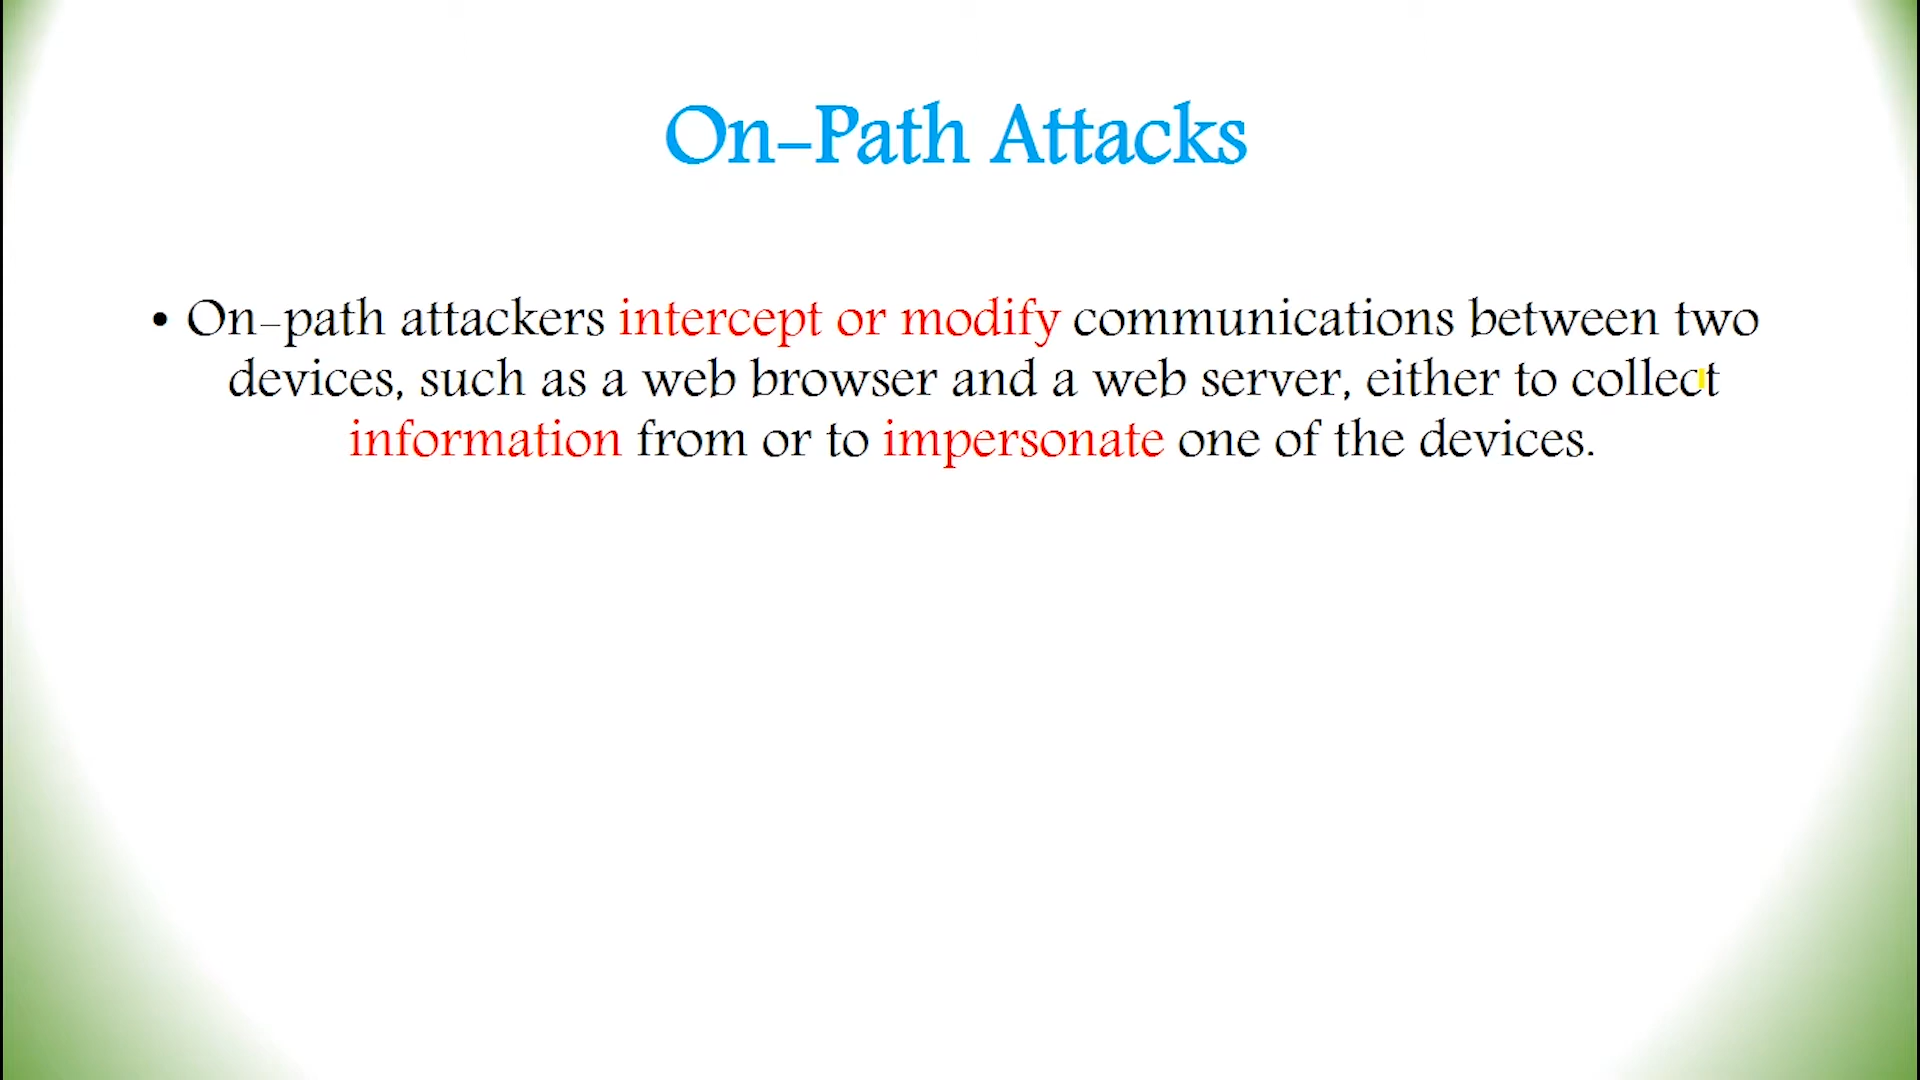 On-Path Attacks
• On-path attackers intercept or modify communications between two
devices, such as a web browser and a web server, either to collect
information from or to impersonate one of the devices.